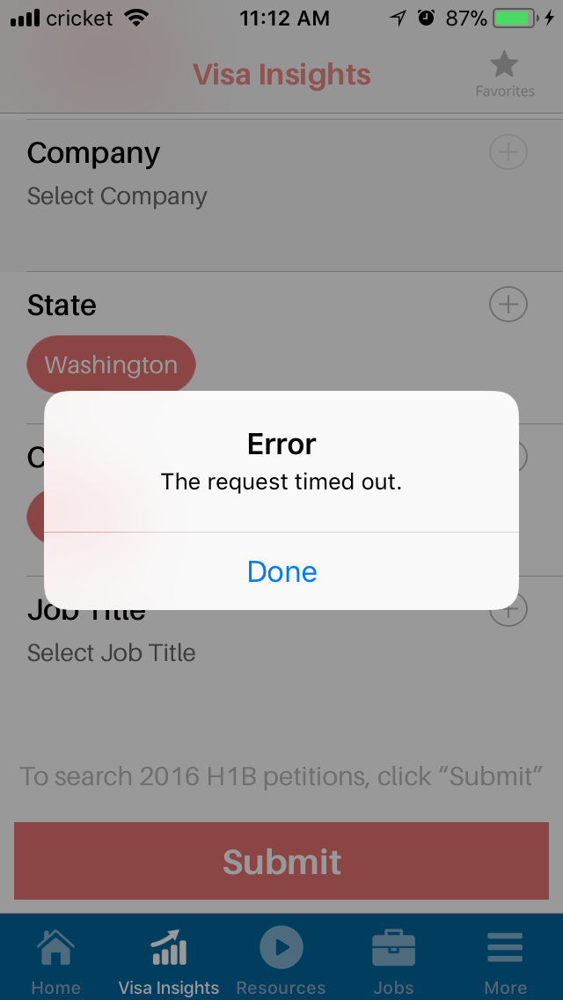 cricket 11:12 AM 87%
Visa Insights
Favorites
Company
Select Company
State
Washington
Error
The request timed out.
Done
Job Title
Select Job Title
To search 2016 H1B petitions, click “Submit”
Submit
Home Visa Insights Resources Jobs More